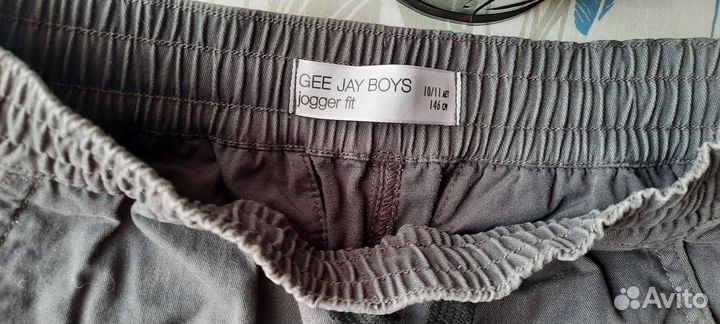 GEE JAY BOYS
jogger fit
10/11 лет
146 см
Avito